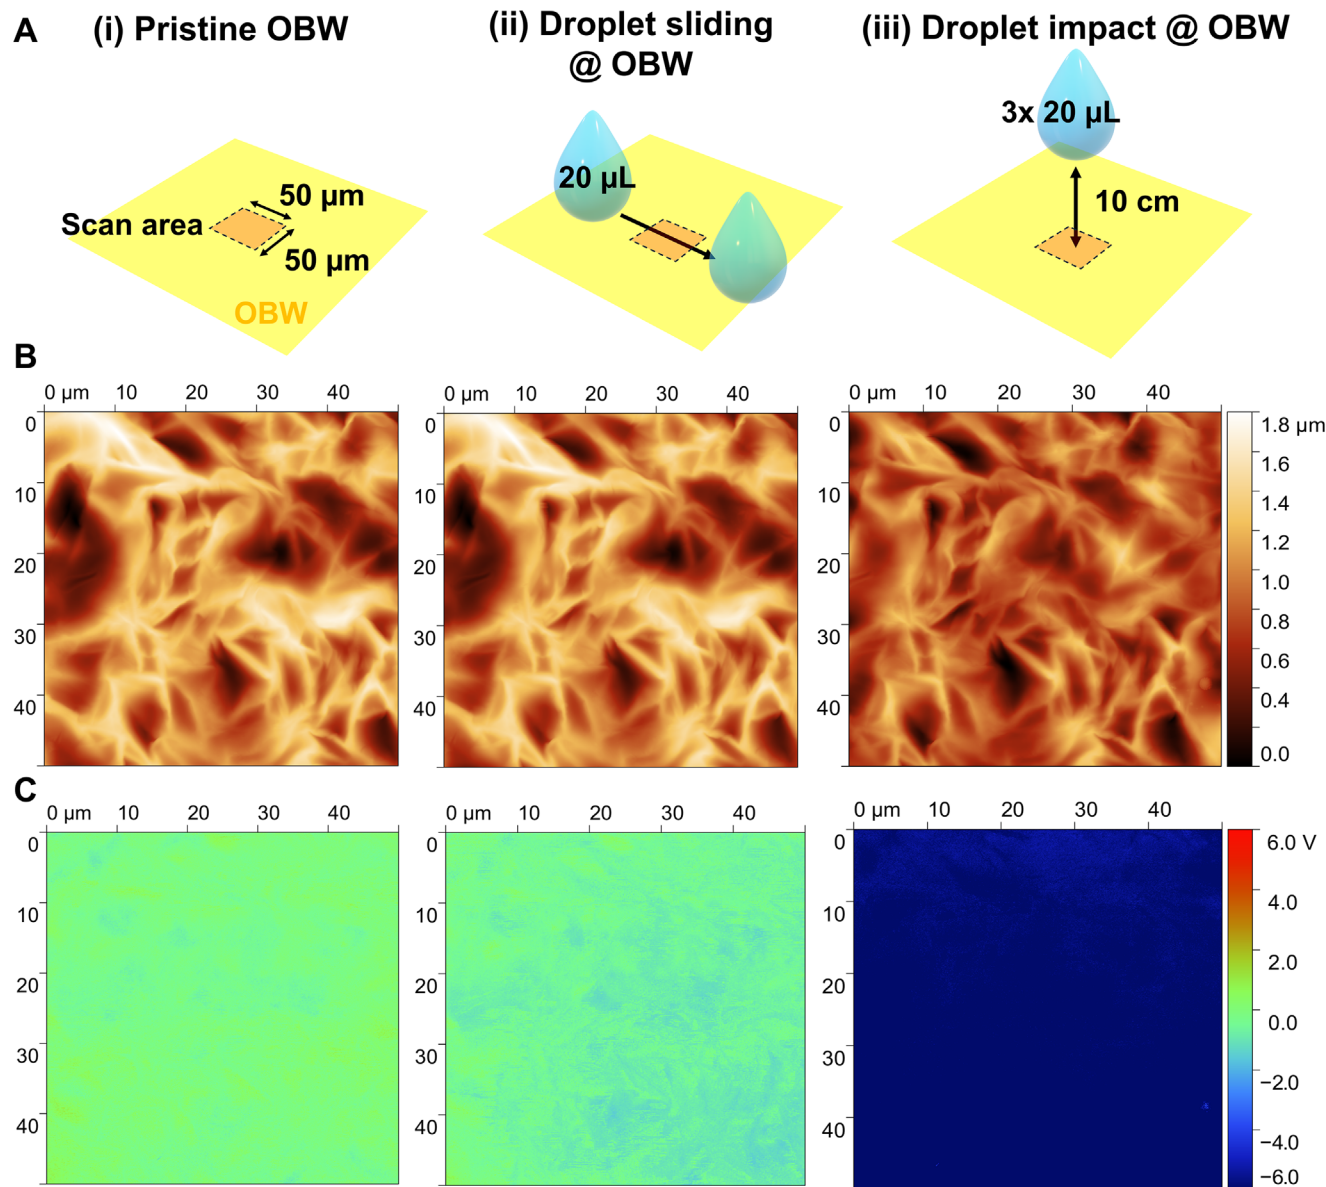 A
(i) Pristine OBW
(ii) Droplet sliding
@ OBW
(iii) Droplet impact @ OBW
50 µm
Scan area
50 µm
OBW
20 µL
3x 20 µL
10 cm
B
0 µm 10 20 30 40
0
10
20
30
40
0 µm 10 20 30 40
0
10
20
30
40
0 µm 10 20 30 40
0
10
20
30
40
1.8 µm
1.6
1.4
1.2
1.0
0.8
0.6
0.4
0.0
C
0 µm 10 20 30 40
0
10
20
30
40
0 µm 10 20 30 40
0
10
20
30
40
0 µm 10 20 30 40
0
10
20
30
40
6.0 V
4.0
2.0
0.0
−2.0
−4.0
−6.0